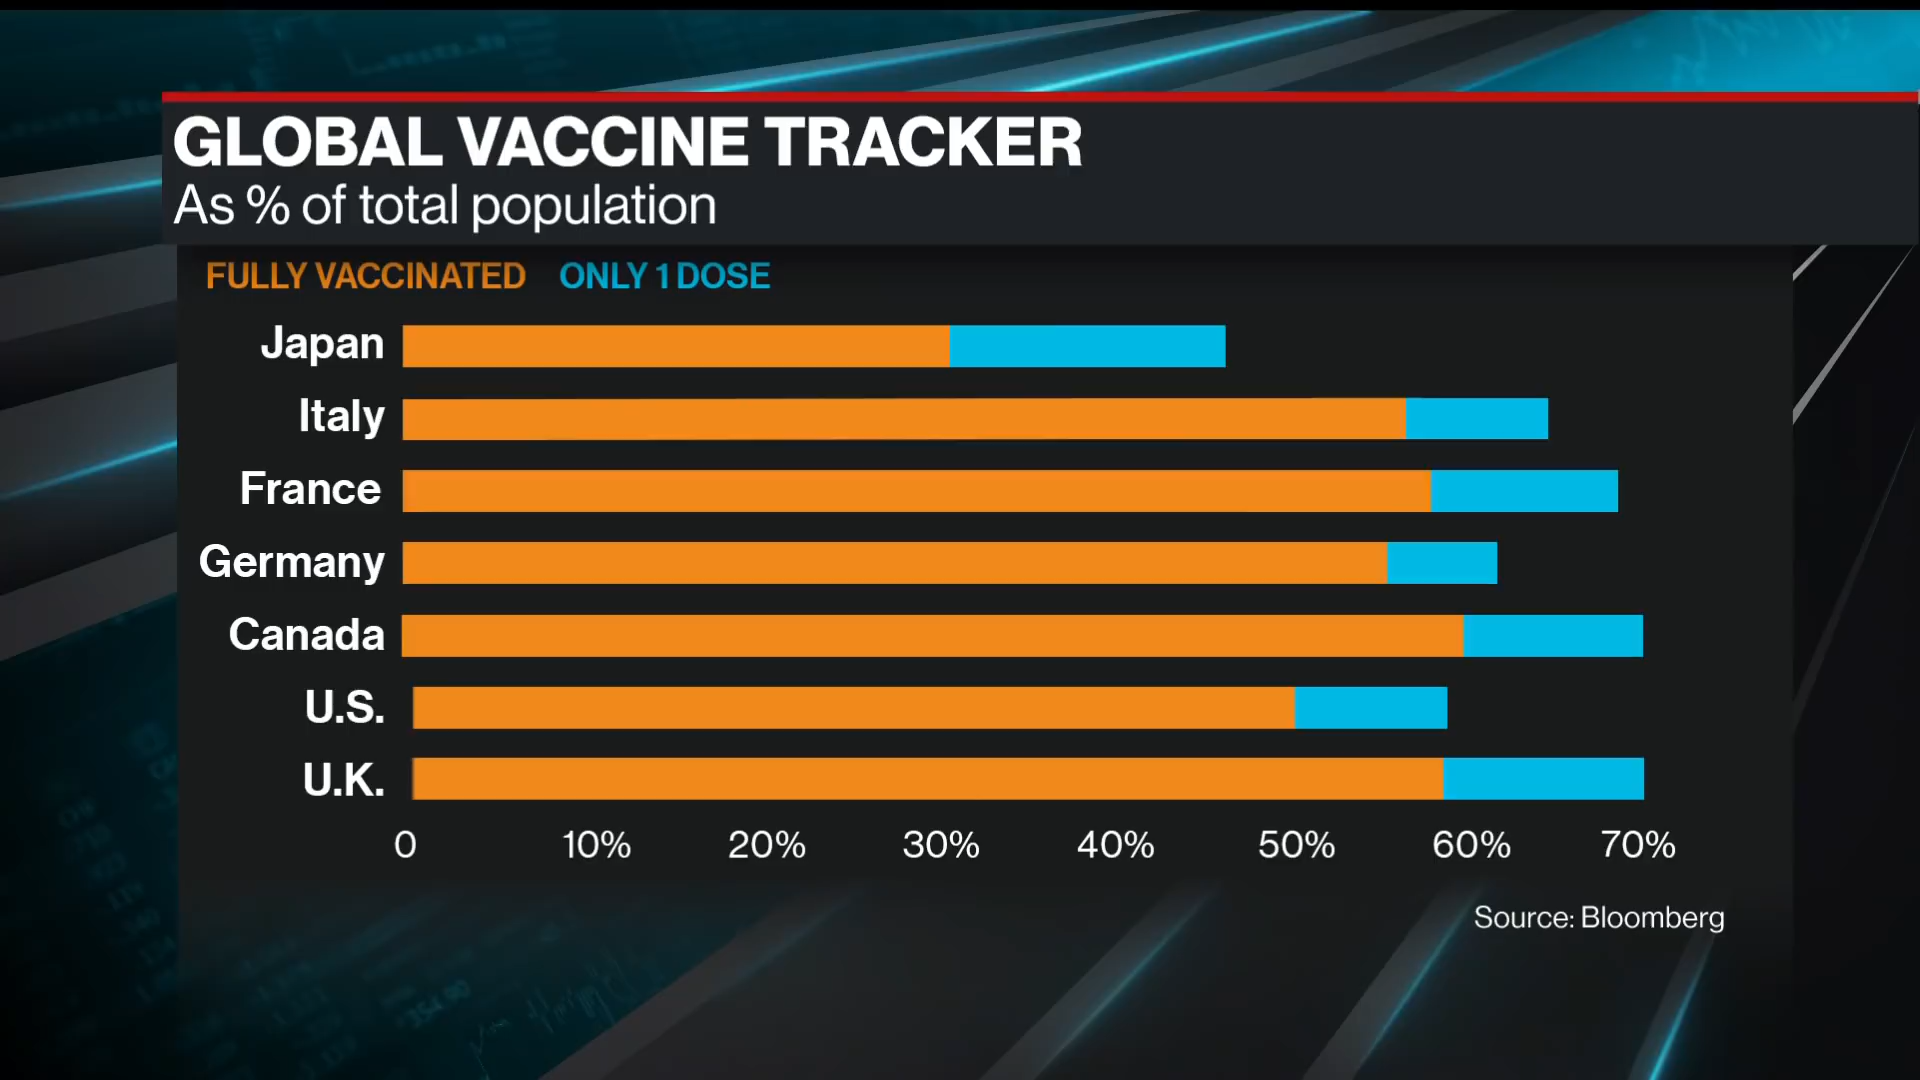 GLOBAL VACCINE TRACKER
As % of total population
FULLY VACCINATED ONLY 1 DOSE
Japan
Italy
France
Germany
Canada
U.S.
U.K.
0 10% 20% 30% 40% 50% 60% 70%
Source: Bloomberg